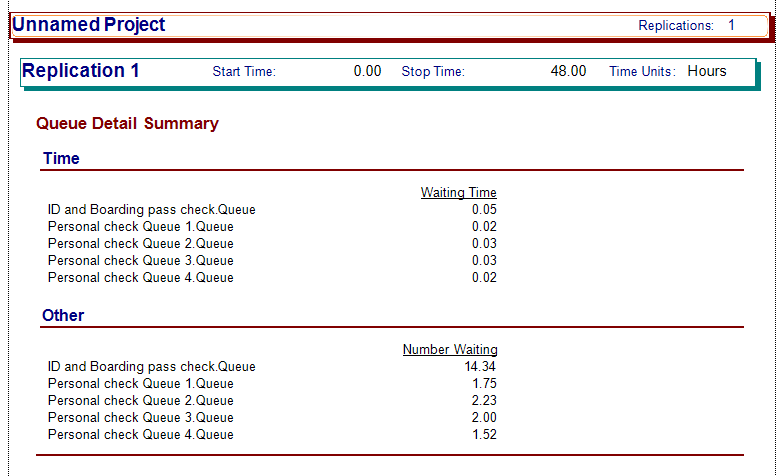 Unnamed Project Replications: 1
Replication 1 Start Time: 0.00 Stop Time: 48.00 Time Units: Hours
Queue Detail Summary
Time
Waiting Time
ID and Boarding pass check.Queue 0.05
Personal check Queue 1.Queue 0.02
Personal check Queue 2.Queue 0.03
Personal check Queue 3.Queue 0.03
Personal check Queue 4.Queue 0.02
Other
Number Waiting
ID and Boarding pass check.Queue 14.34
Personal check Queue 1.Queue 1.75
Personal check Queue 2.Queue 2.23
Personal check Queue 3.Queue 2.00
Personal check Queue 4.Queue 1.52